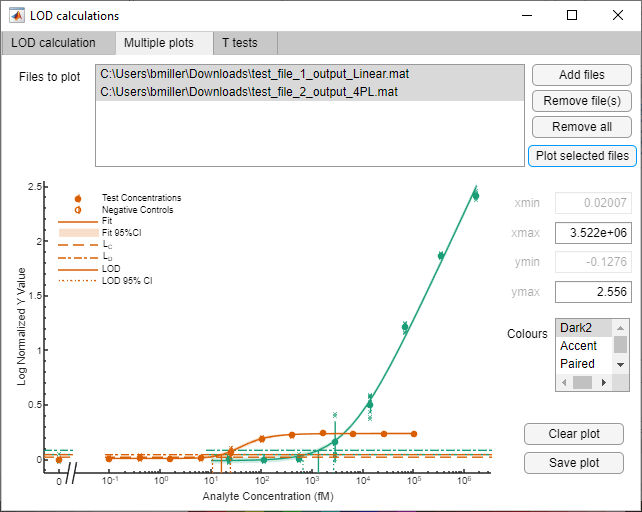 LOD calculations
LOD calculation Multiple plots T tests
Files to plot
C:\Users\bmiller\Downloads\test_file_1_output_Linear.mat
C:\Users\bmiller\Downloads\test_file_2_output_4PL.mat
Add files
Remove file(s)
Remove all
Plot selected files
Log Normalized Y Value
2.5
2
1.5
1
0.5
0
Test Concentrations
Negative Controls
Fit
Fit 95%CI
L_C
L_D
LOD
LOD 95% CI
0 10^-1 10^0 10^1 10^2 10^3 10^4 10^5 10^6
Analyte Concentration (fM)
xmin 0.02007
xmax 3.522e+06
ymin -0.1276
ymax 2.556
Colours
Dark2
Accent
Paired
Clear plot
Save plot